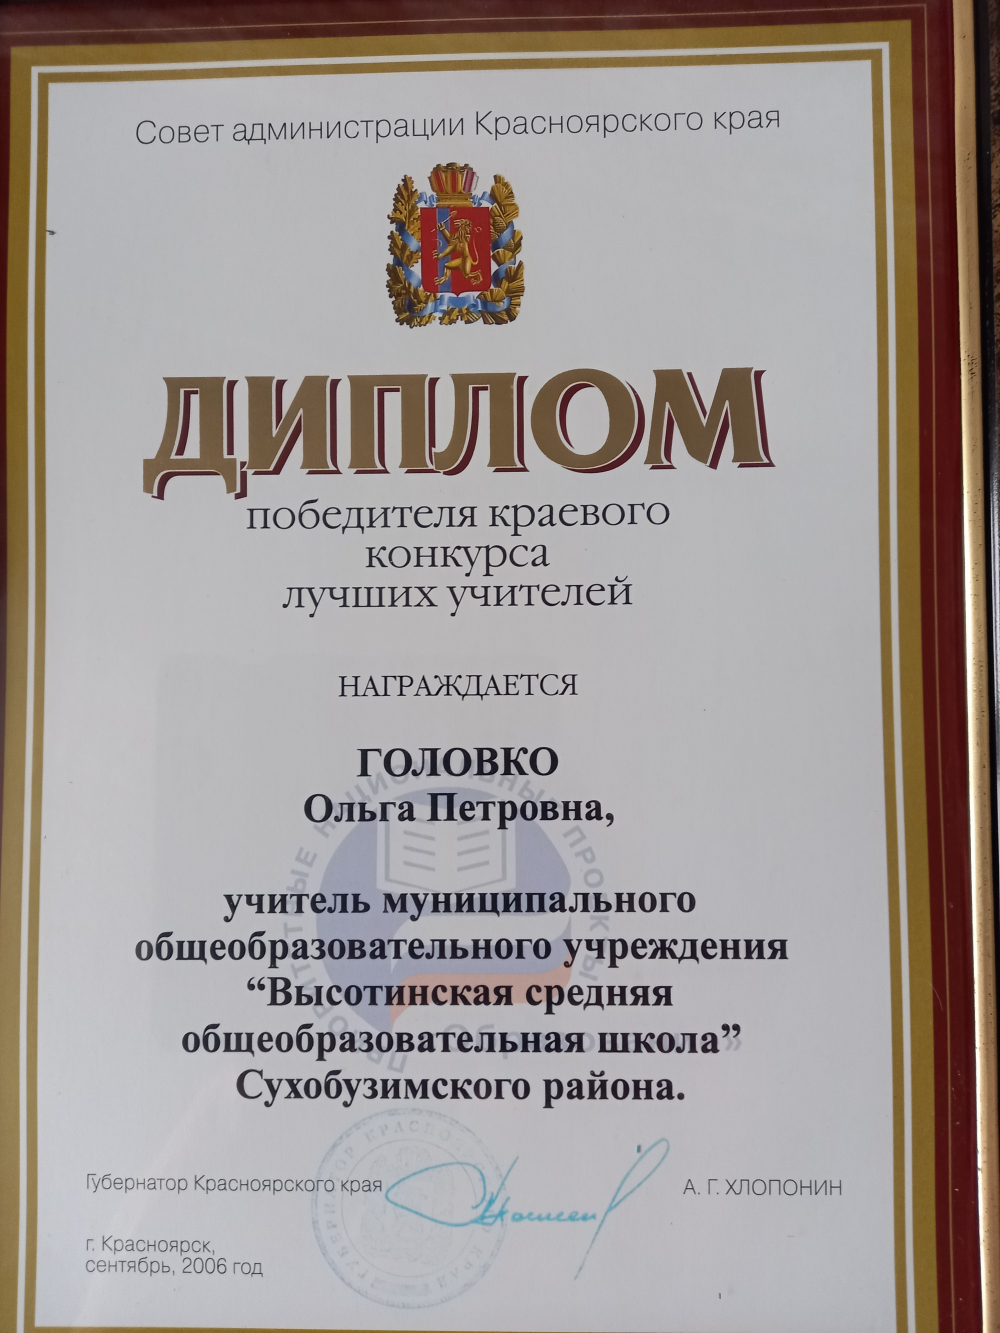 Совет администрации Красноярского края
ДИПЛОМ
победителя краевого
конкурса
лучших учителей
НАГРАЖДАЕТСЯ
ГОЛОВКО
Ольга Петровна,
учитель муниципального
общеобразовательного учреждения
“Высотинская средняя
общеобразовательная школа”
Сухобузимского района.
Губернатор Красноярского края
А. Г. ХЛОПОНИН
г. Красноярск,
сентябрь, 2006 год